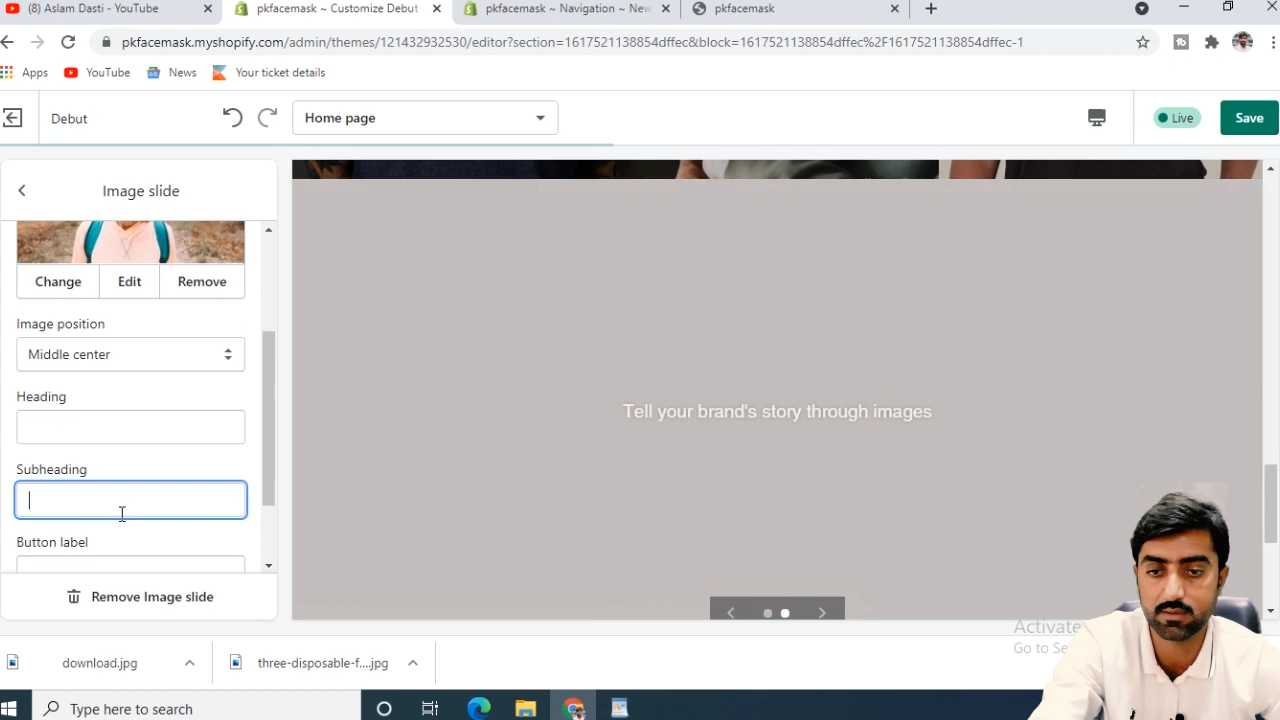 (8) Aslam Dasti - YouTube
pkfacemask ~ Customize Debut
pkfacemask ~ Navigation ~ New
pkfacemask
pkfacemask.myshopify.com/admin/themes/121432932530/editor?section=1617521138854dffec&block=1617521138854dffec%2F1617521138854dffec-1
Apps
YouTube
News
Your ticket details
Debut
Home page
Live
Save
Image slide
Change
Edit
Remove
Image position
Middle center
Heading
Subheading
Button label
Remove Image slide
Tell your brand's story through images
Activate
Go to Se
download.jpg
three-disposable-f....jpg
Type here to search